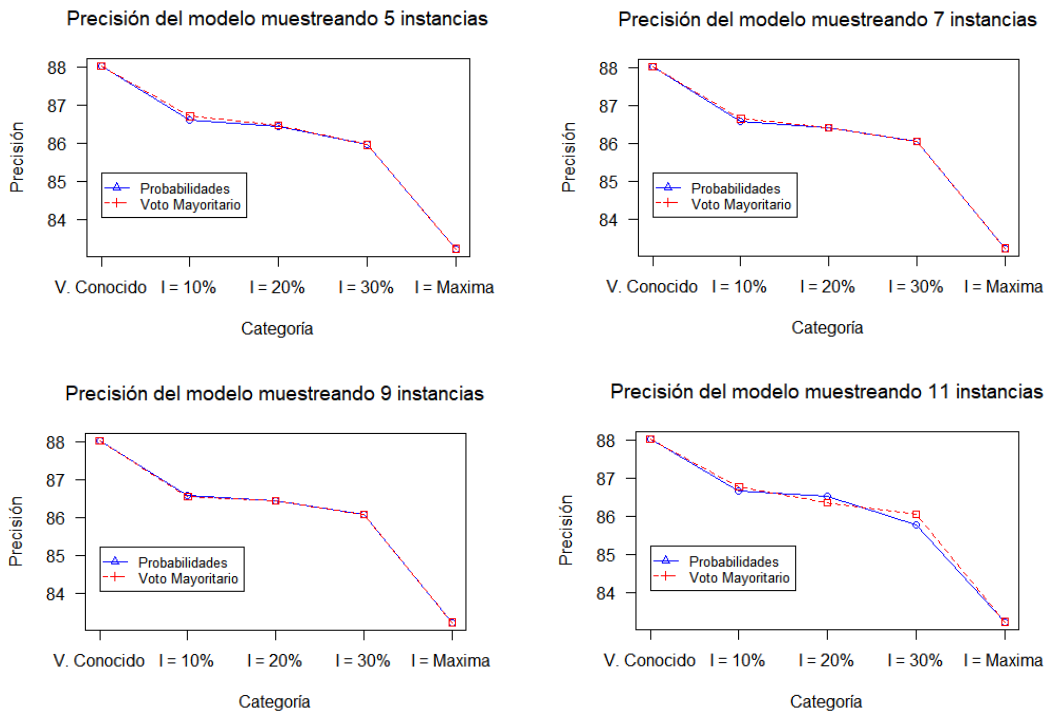 Precisión del modelo muestreando 5 instancias
88
87
86
85
84
Precisión
Probabilidades
Voto Mayoritario
V. Conocido I = 10% I = 20% I = 30% I = Maxima
Categoría
Precisión del modelo muestreando 7 instancias
88
87
86
85
84
Precisión
Probabilidades
Voto Mayoritario
V. Conocido I = 10% I = 20% I = 30% I = Maxima
Categoría
Precisión del modelo muestreando 9 instancias
88
87
86
85
84
Precisión
Probabilidades
Voto Mayoritario
V. Conocido I = 10% I = 20% I = 30% I = Maxima
Categoría
Precisión del modelo muestreando 11 instancias
88
87
86
85
84
Precisión
Probabilidades
Voto Mayoritario
V. Conocido I = 10% I = 20% I = 30% I = Maxima
Categoría